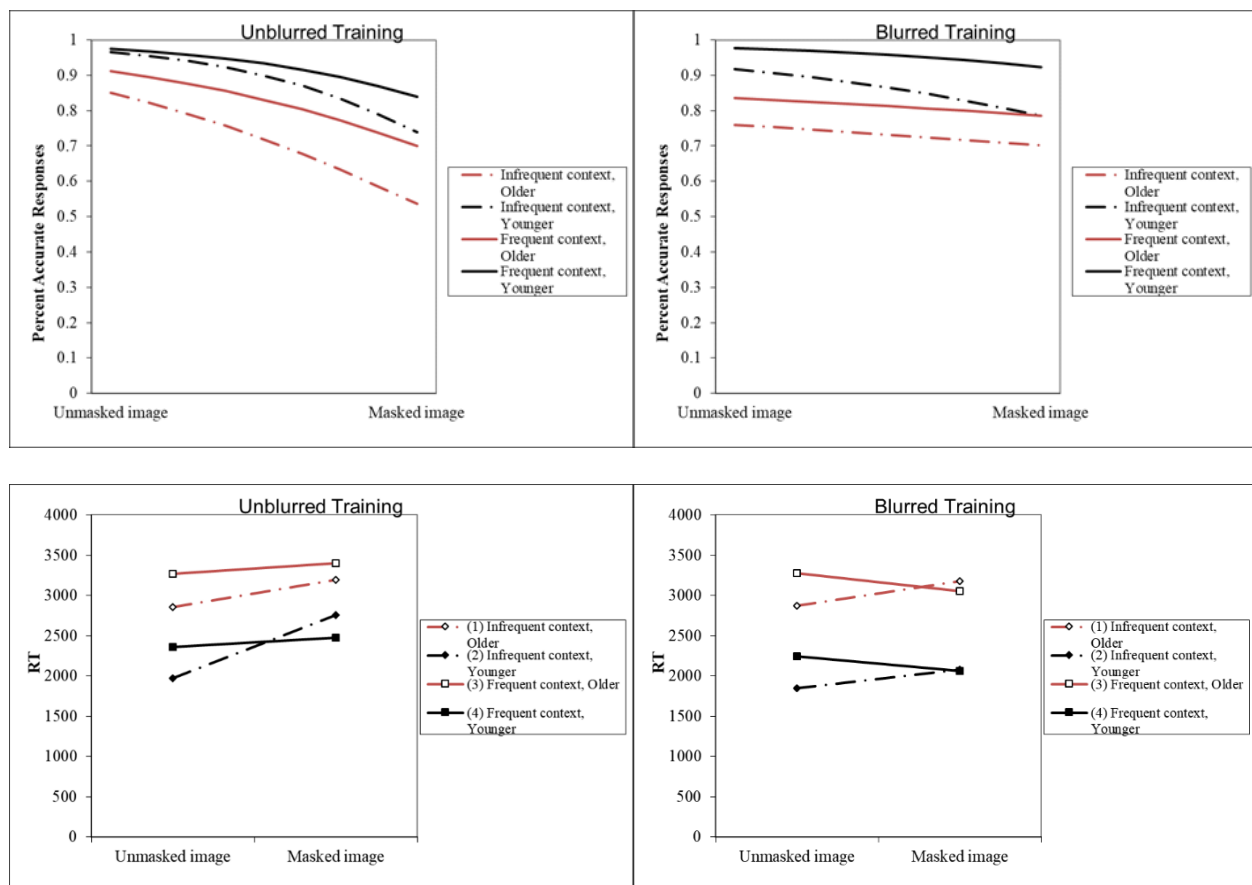 Unblurred Training
Percent Accurate Responses
1
0.9
0.8
0.7
0.6
0.5
0.4
0.3
0.2
0.1
0
Unmasked image
Masked image
Infrequent context,
Older
Infrequent context,
Younger
Frequent context,
Older
Frequent context,
Younger
Blurred Training
Percent Accurate Responses
1
0.9
0.8
0.7
0.6
0.5
0.4
0.3
0.2
0.1
0
Unmasked image
Masked image
Infrequent context,
Older
Infrequent context,
Younger
Frequent context,
Older
Frequent context,
Younger
Unblurred Training
RT
4000
3500
3000
2500
2000
1500
1000
500
0
Unmasked image
Masked image
(1) Infrequent context,
Older
(2) Infrequent context,
Younger
(3) Frequent context, Older
(4) Frequent context,
Younger
Blurred Training
RT
4000
3500
3000
2500
2000
1500
1000
500
0
Unmasked image
Masked image
(1) Infrequent context,
Older
(2) Infrequent context,
Younger
(3) Frequent context, Older
(4) Frequent context,
Younger